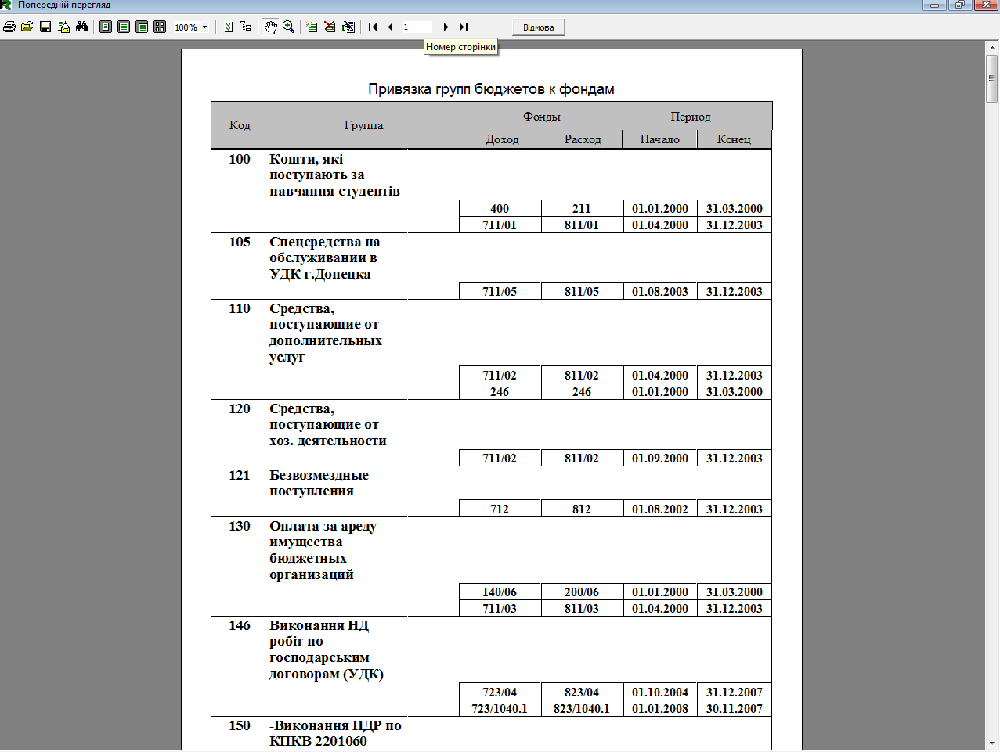 Попередній перегляд
100%
1
Відмова
Номер сторінки
Привязка групп бюджетов к фондам
Код Группа Фонды Период
Доход Расход Начало Конец
100 Кошти, які
поступають за
навчання студентів
400 211 01.01.2000 31.03.2000
711/01 811/01 01.04.2000 31.12.2003
105 Спецсредства на
обслуживании в
УДК г.Донецка
711/05 811/05 01.08.2003 31.12.2003
110 Средства,
поступающие от
дополнительных
услуг
711/02 811/02 01.04.2000 31.12.2003
246 246 01.01.2000 31.03.2000
120 Средства,
поступающие от
хоз. деятельности
711/02 811/02 01.09.2000 31.12.2003
121 Безвозмездные
поступления
712 812 01.08.2002 31.12.2003
130 Оплата за ареду
имущества
бюджетных
организаций
140/06 200/06 01.01.2000 31.03.2000
711/03 811/03 01.04.2000 31.12.2003
146 Виконання НД
робіт по
господарським
договорам (УДК)
723/04 823/04 01.10.2004 31.12.2007
723/1040.1 823/1040.1 01.01.2008 30.11.2007
150 -Виконання НДР по
КПКВ 2201060